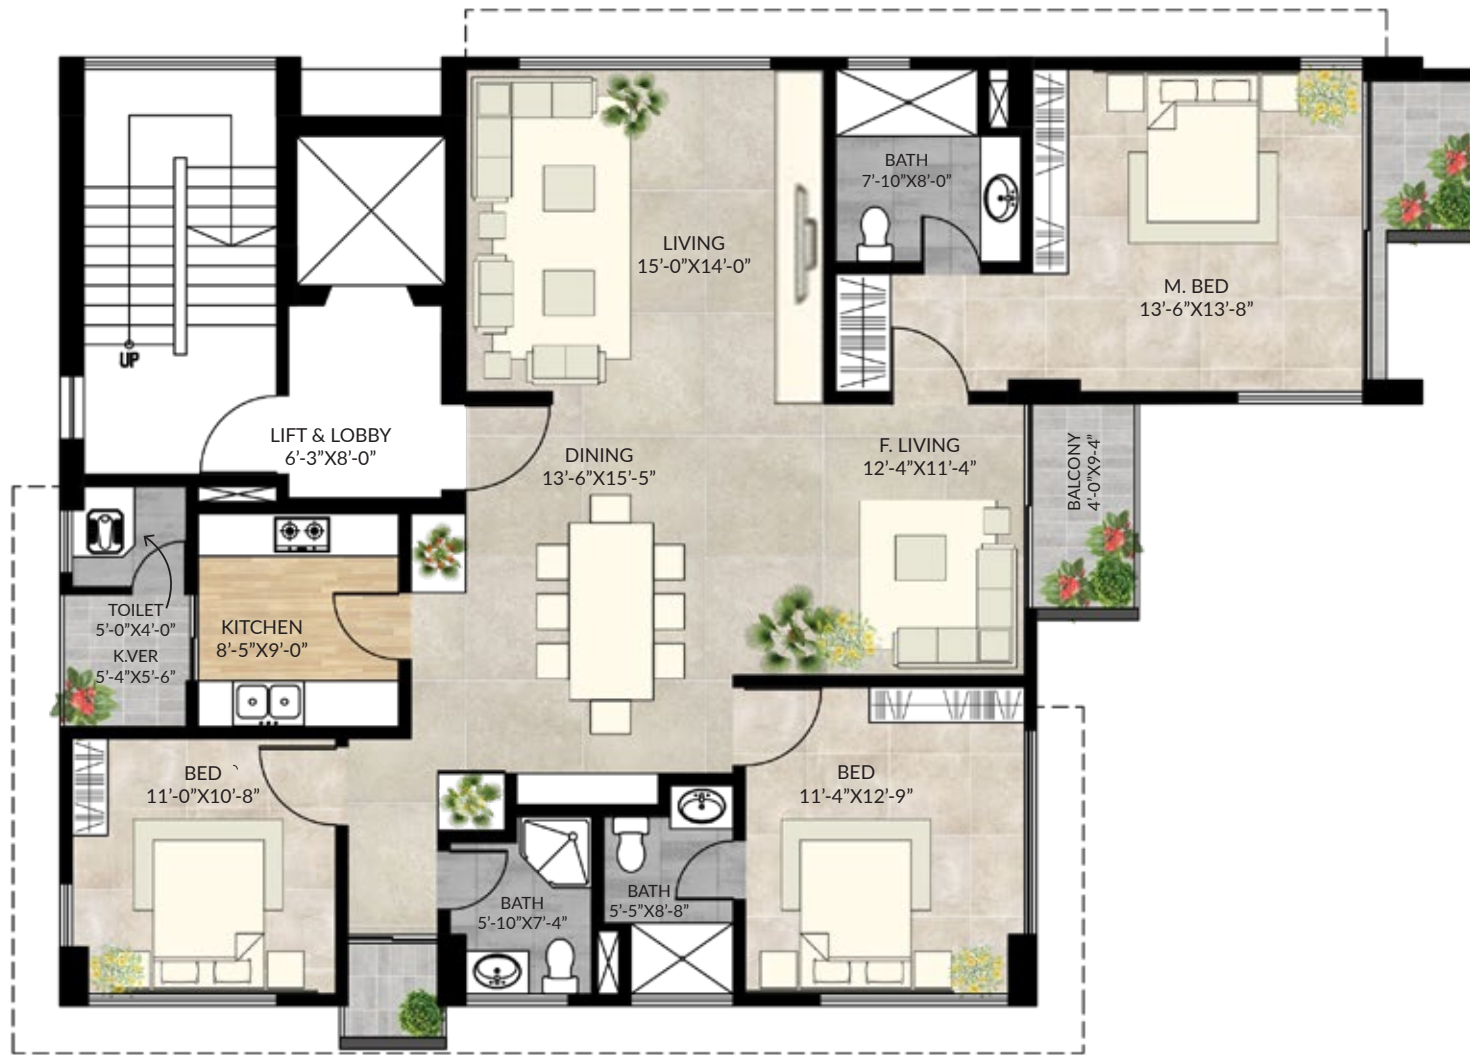 BATH
7’-10”X8’-0”
LIVING
15’-0”X14’-0”
M. BED
13’-6”X13’-8”
UP
LIFT & LOBBY
6’-3”X8’-0”
DINING
13’-6”X15’-5”
F. LIVING
12’-4”X11’-4”
BALCONY
4’-0”X9-4”
TOILET
5’-0”X4’-0”
K.VER
5’-4”X5’-6”
KITCHEN
8’-5”X9’-0”
BED
11’-0”X10’-8”
BED
11’-4”X12’-9”
BATH
5’-10”X7’-4”
BATH
5’-5”X8’-8”